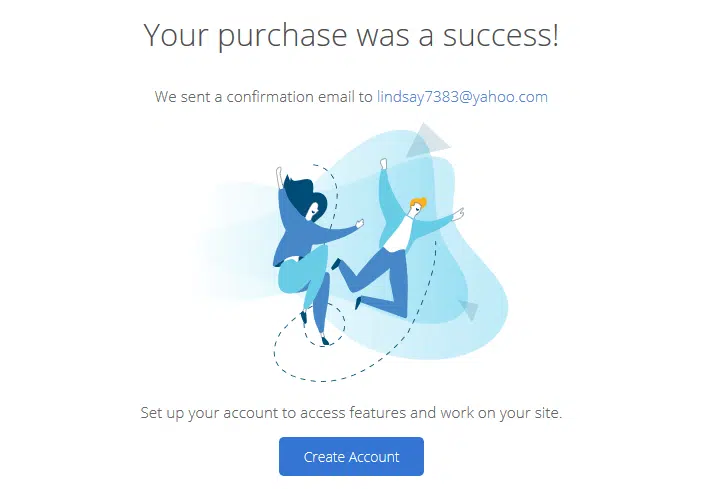 Your purchase was a success!
We sent a confirmation email to lindsay7383@yahoo.com
Set up your account to access features and work on your site.
Create Account